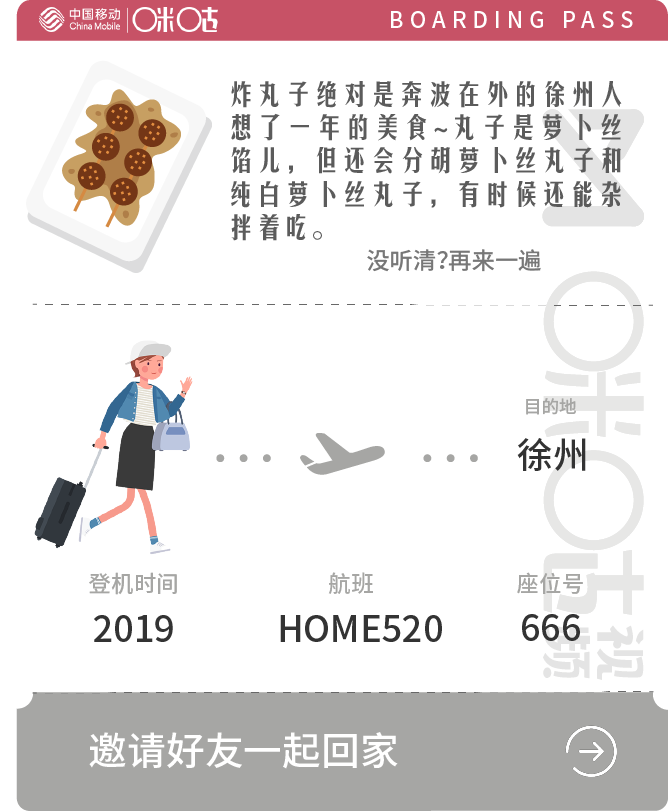 中国移动
China Mobile
咪咕
BOARDING PASS
炸丸子绝对是奔波在外的徐州人
想了一年的美食~丸子是萝卜丝
馅儿，但还会分胡萝卜丝丸子和
纯白萝卜丝丸子，有时候还能杂
拌着吃。
没听清?再来一遍
目的地
徐州
咪咕
视频
登机时间 航班 座位号
2019 HOME520 666
邀请好友一起回家